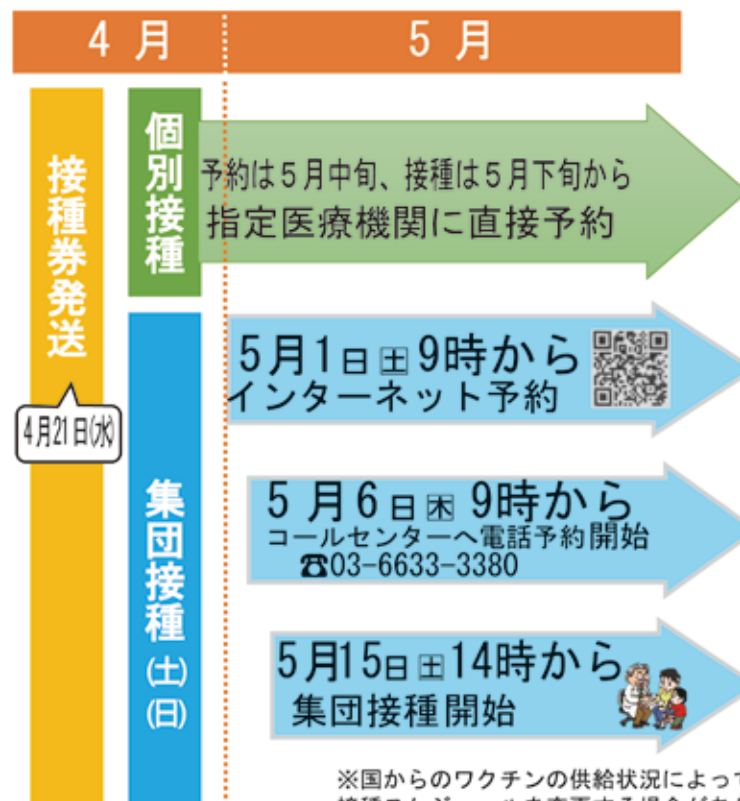 4月
5月
接種券発送
4月21日(水)
個別接種
予約は5月中旬、接種は5月下旬から
指定医療機関に直接予約
集団接種
(土)
(日)
5月1日土9時から
インターネット予約
5月6日木9時から
コールセンターへ電話予約開始
☎03-6633-3380
5月15日土14時から
集団接種開始
※国からのワクチンの供給状況によって